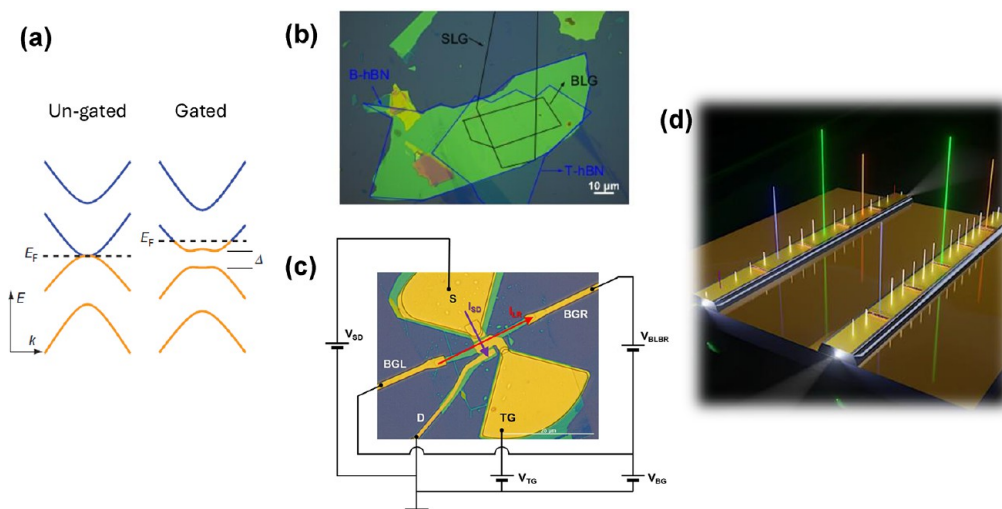 (a)
Un-gated
Gated
E_F
E_F
Δ
E
k
(b)
SLG
B-hBN
BLG
T-hBN
10 µm
(c)
S
I_SD
I_LR
BGR
V_SD
V_BLBR
BGL
D
TG
V_TG
V_BG
(d)